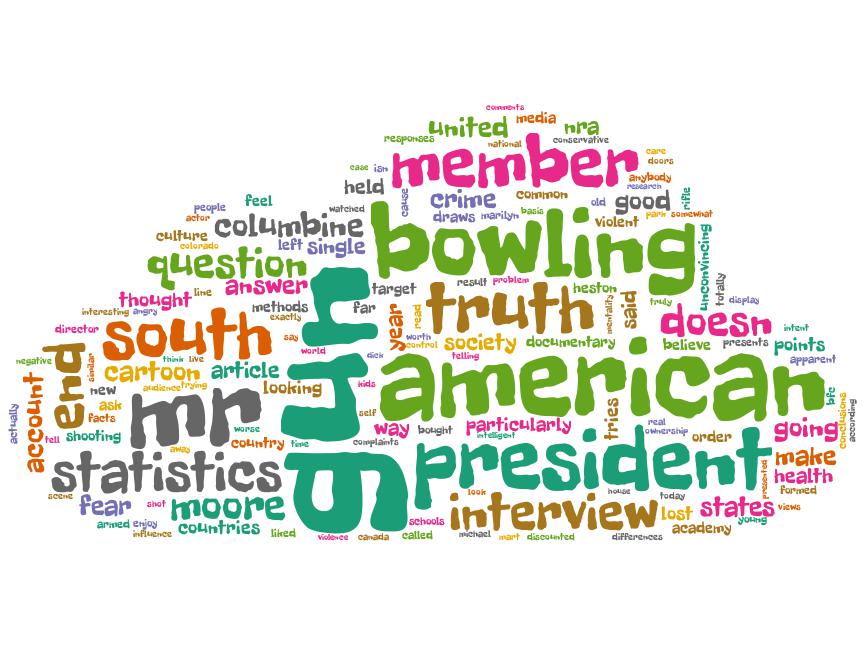 comments
united
media
nra
responses
national
conservative
member
care
doors
case
isn
anybody
research
held
cause
crime
common
old
good
rifle
people
feel
actor
watched
columbine
draws
marilyn
basis
violent
park
somewhat
culture
colorado
left
single
bowling
unconvincing
question
answer
target
result
problem
heston
totally
thought
line
methods
far
year
read
truth
mentality
said
truly
display
interesting
angry
exactly
director
south
say
world
worth
control
society
documentary
doesn
intent
believe
presents
points
apparent
negative
end
similar
think
live
cartoon
article
dick
telling
american
bfc
audience
trying
looking
kids
gun
account
new
ask
facts
mr
worse
self
actually
tell
shooting
country
time
way
bought
particularly
intelligent
complaints
tries
real
ownership
order
going
conclusions
according
away
statistics
president
presented
make
health
scene
fear
shot
moore
look
house
today
formed
armed
enjoy
influence
countries
liked
schools
interview
lost
states
views
young
academy
violence
canada
called
michael
mart
discounted
differences